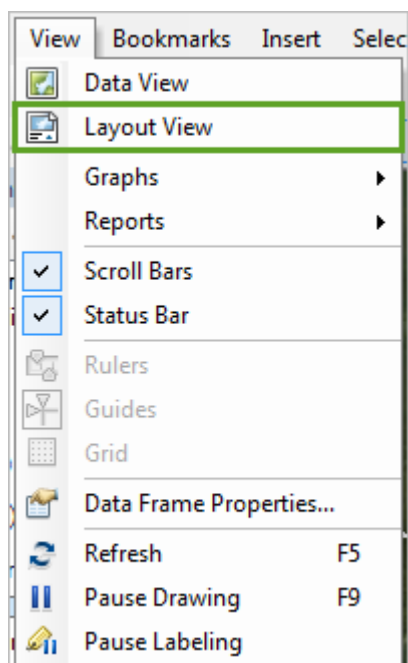 View Bookmarks Insert Selec
Data View
Layout View
Graphs
Reports
Scroll Bars
Status Bar
Rulers
Guides
Grid
Data Frame Properties...
Refresh F5
Pause Drawing F9
Pause Labeling